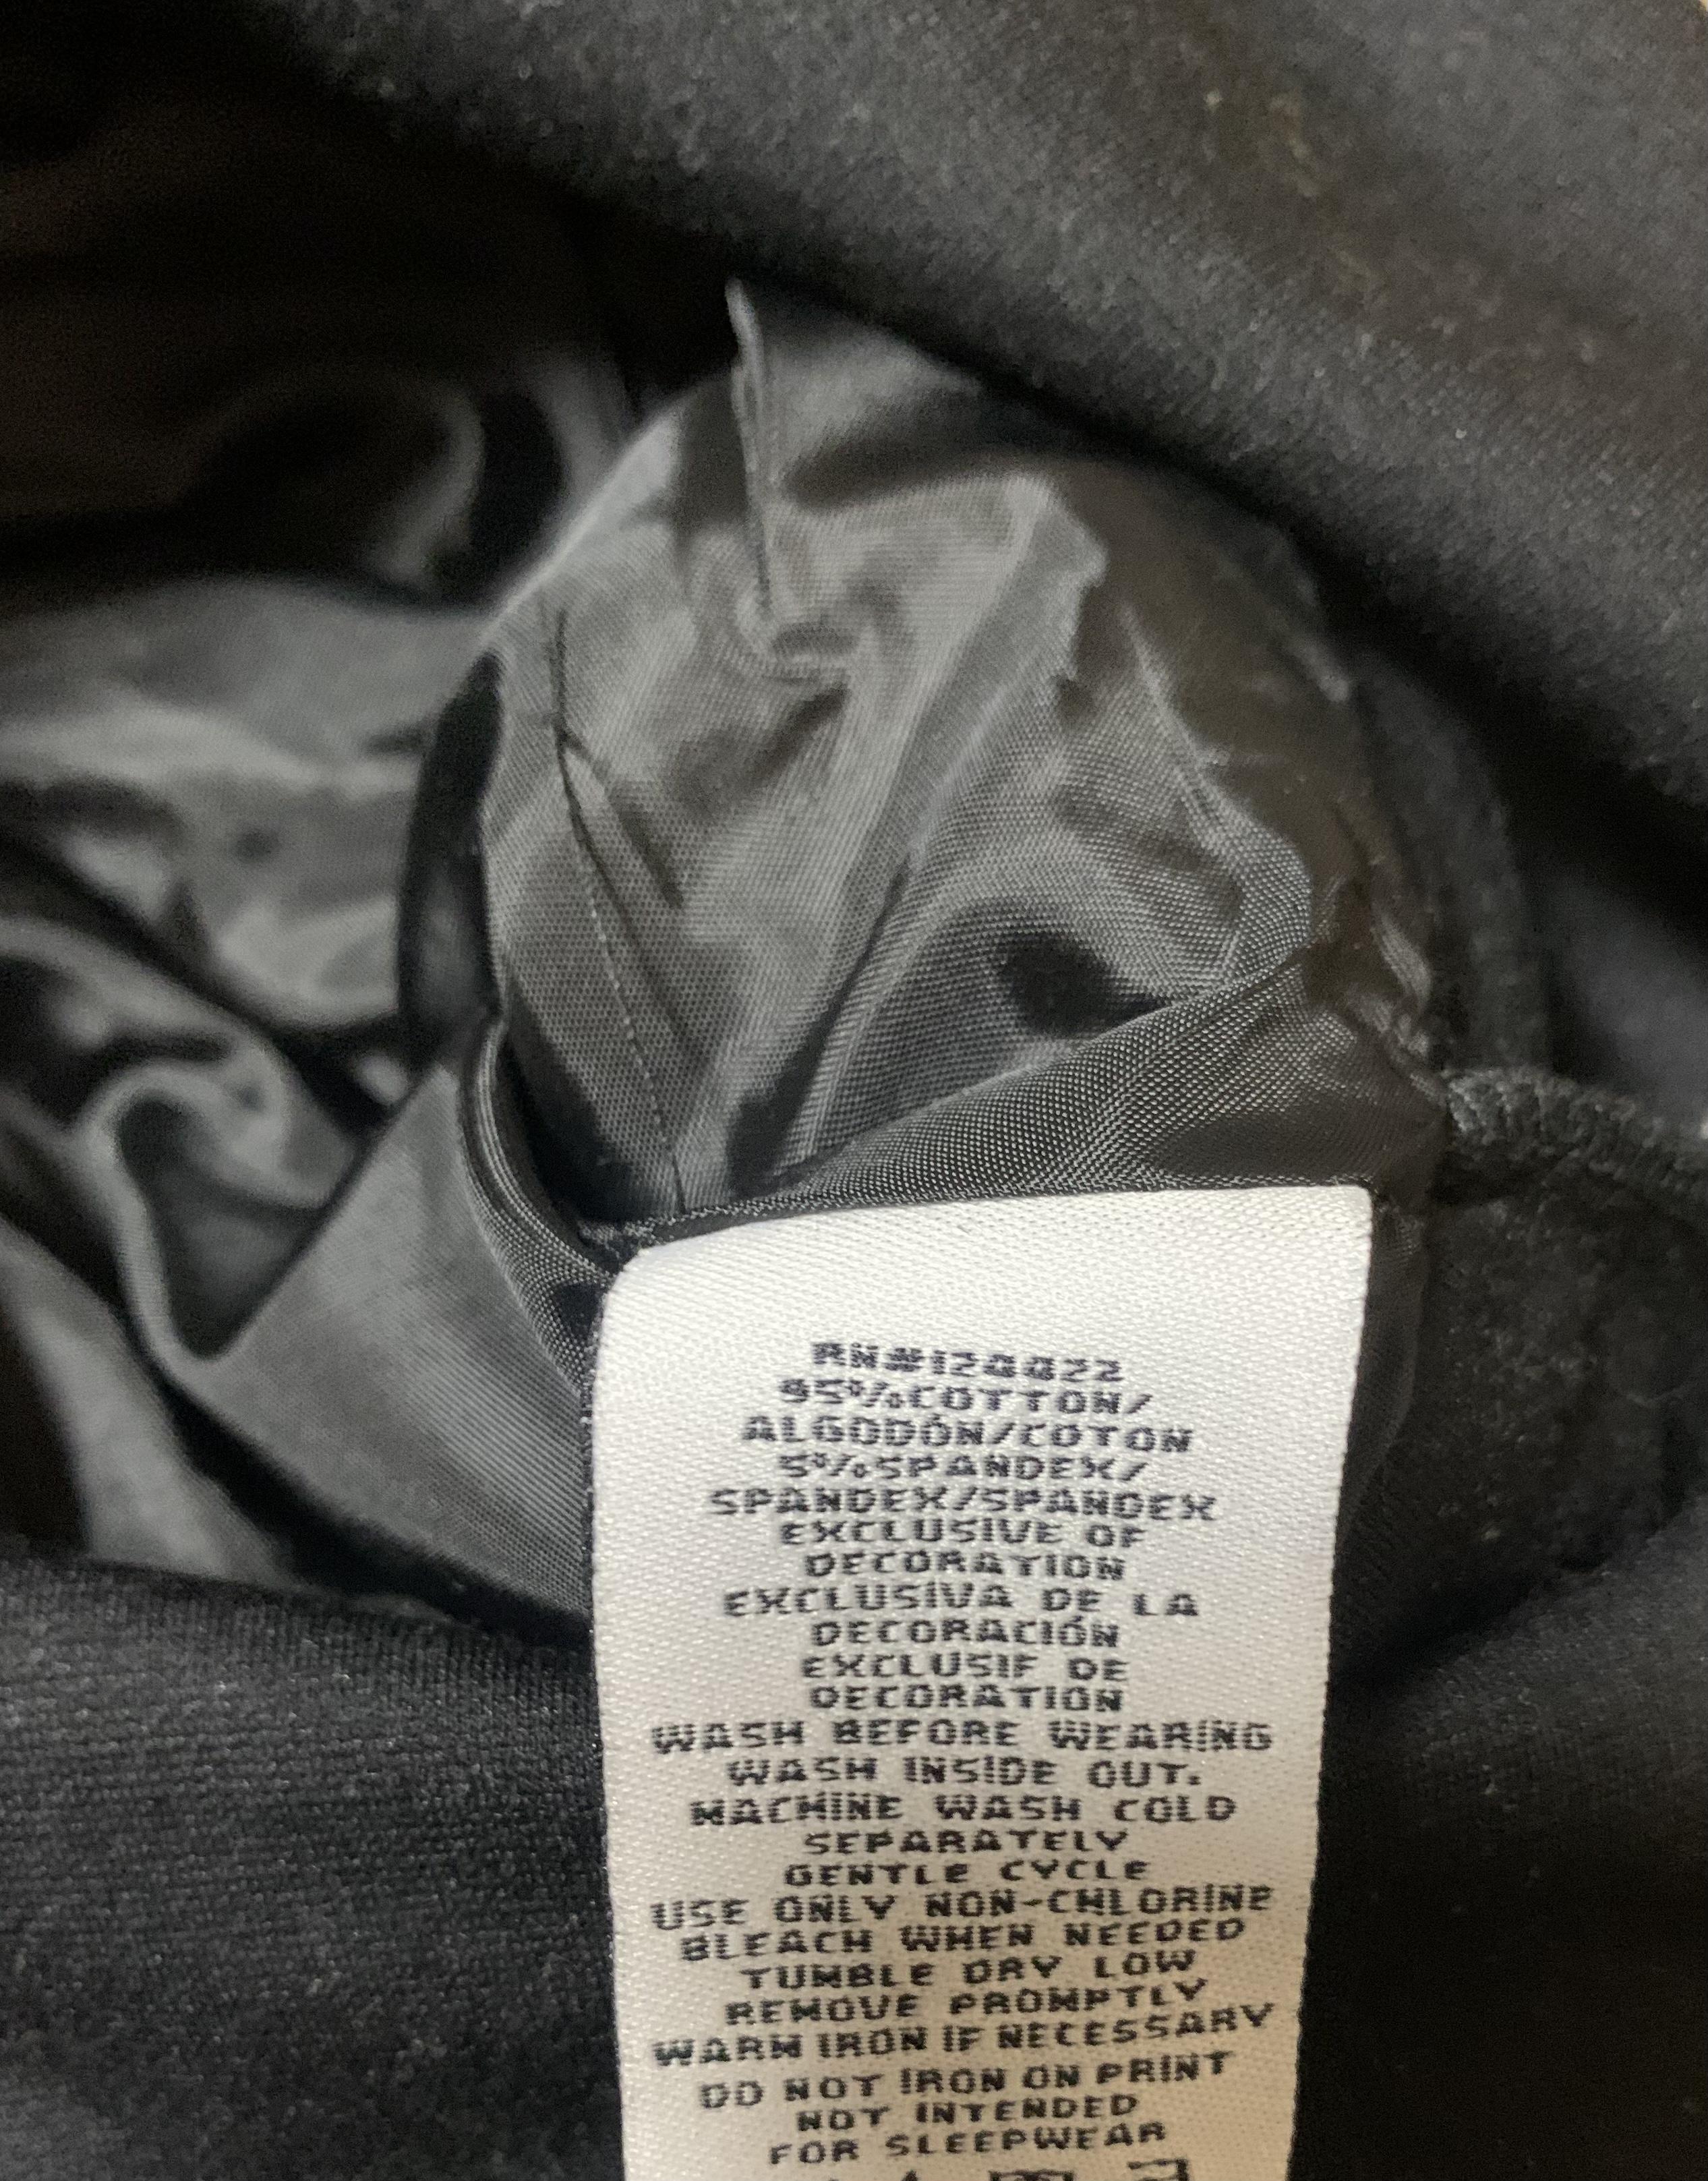 RN#124422
95%COTTON/
ALGODÓN/COTON
5%SPANDEX/
SPANDEX/SPANDEX
EXCLUSIVE OF
DECORATION
EXCLUSIVA DE LA
DECORACIÓN
EXCLUSIF DE
DECORATION
WASH BEFORE WEARING
WASH INSIDE OUT.
MACHINE WASH COLD
SEPARATELY
GENTLE CYCLE
USE ONLY NON-CHLORINE
BLEACH WHEN NEEDED
TUMBLE DRY LOW
REMOVE PROMPTLY
WARM IRON IF NECESSARY
DO NOT IRON ON PRINT
NOT INTENDED
FOR SLEEPWEAR